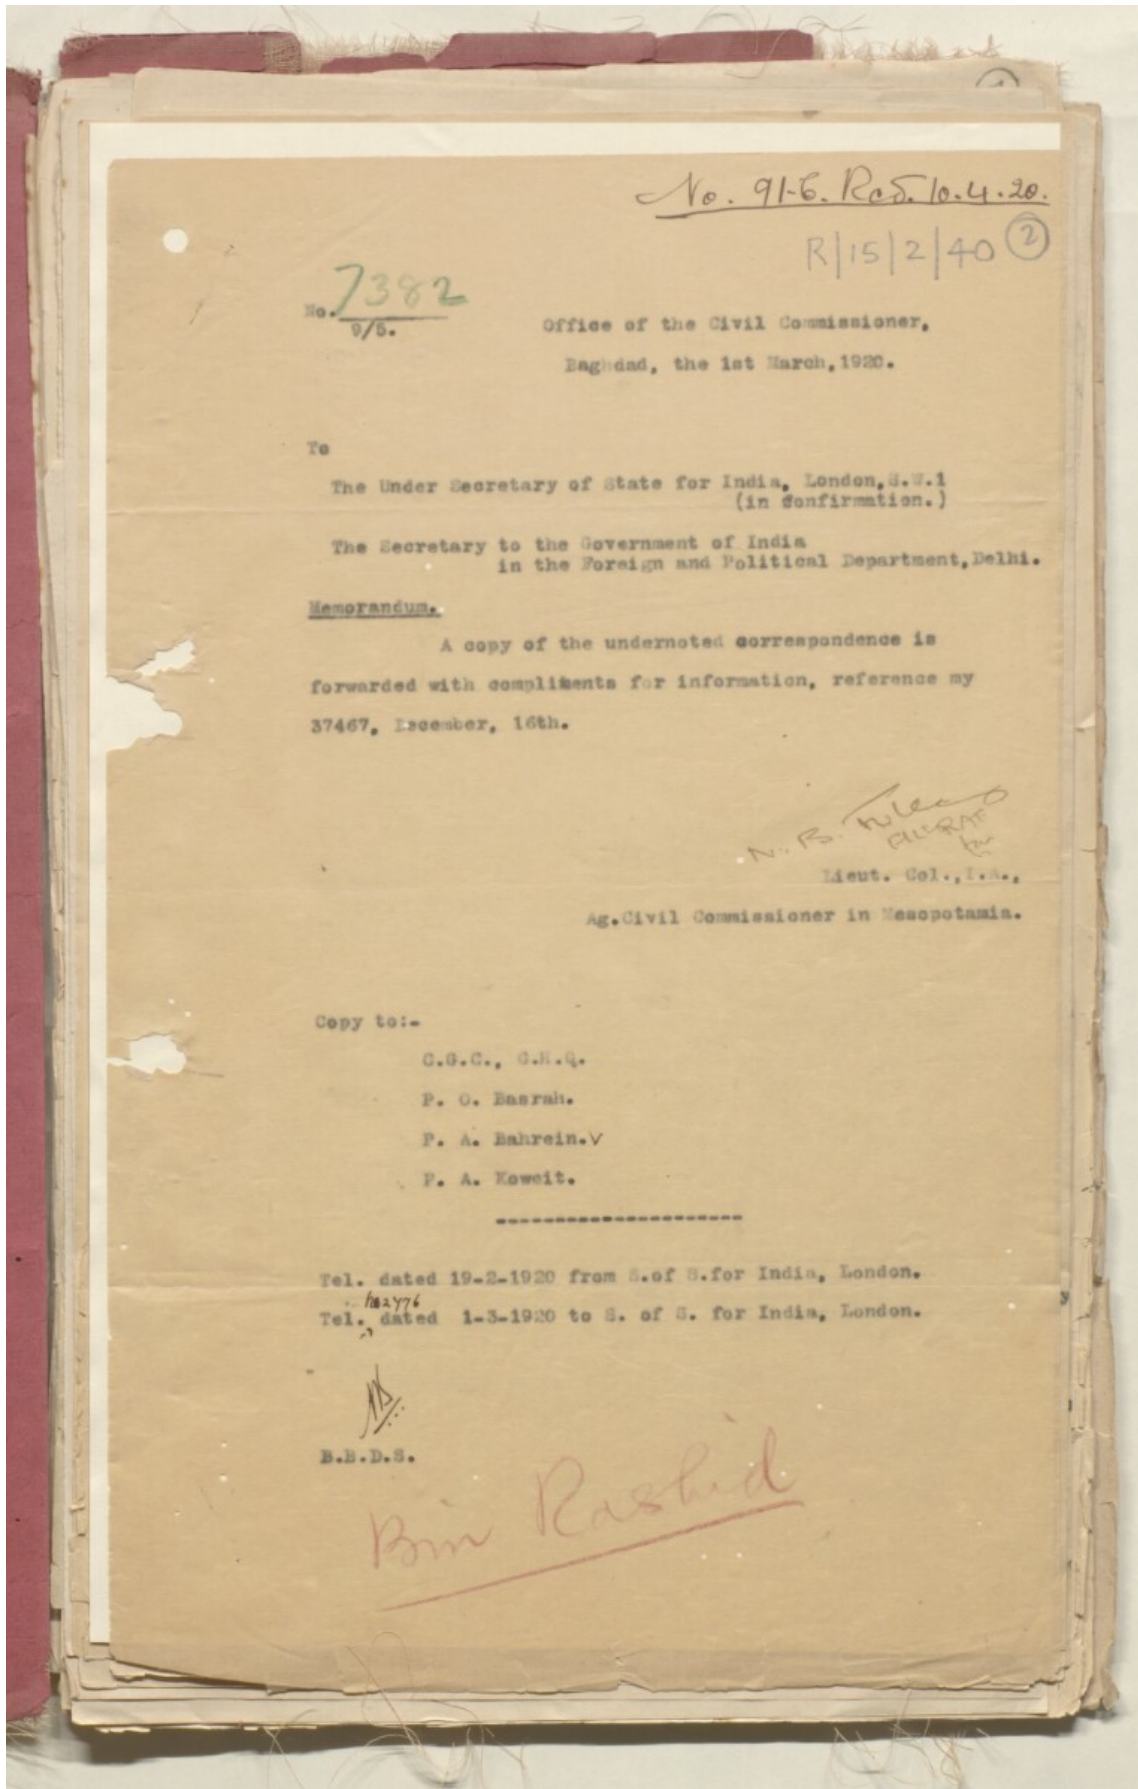 No. 91-6. Rcd. 10.4.20.
R/15/2/40 2
No. 7382
9/5.
Office of the Civil Commissioner,
Baghdad, the 1st March, 1920.
To
The Under Secretary of State for India, London, S.W.1
(in confirmation.)
The Secretary to the Government of India
in the Foreign and Political Department, Delhi.
Memorandum.
A copy of the undernoted correspondence is
forwarded with compliments for information, reference my
37467, December, 16th.
N. B.
for
Lieut. Col., I.A.,
Ag.Civil Commissioner in Mesopotamia.
Copy to:-
C.G.C., G.H.Q.
P. O. Basrah.
P. A. Bahrein.
P. A. Koweit.
Tel. dated 19-2-1920 from S.of S.for India, London.
no 2776
Tel. dated 1-3-1920 to S. of S. for India, London.
B.B.D.S.
Bin Rashid